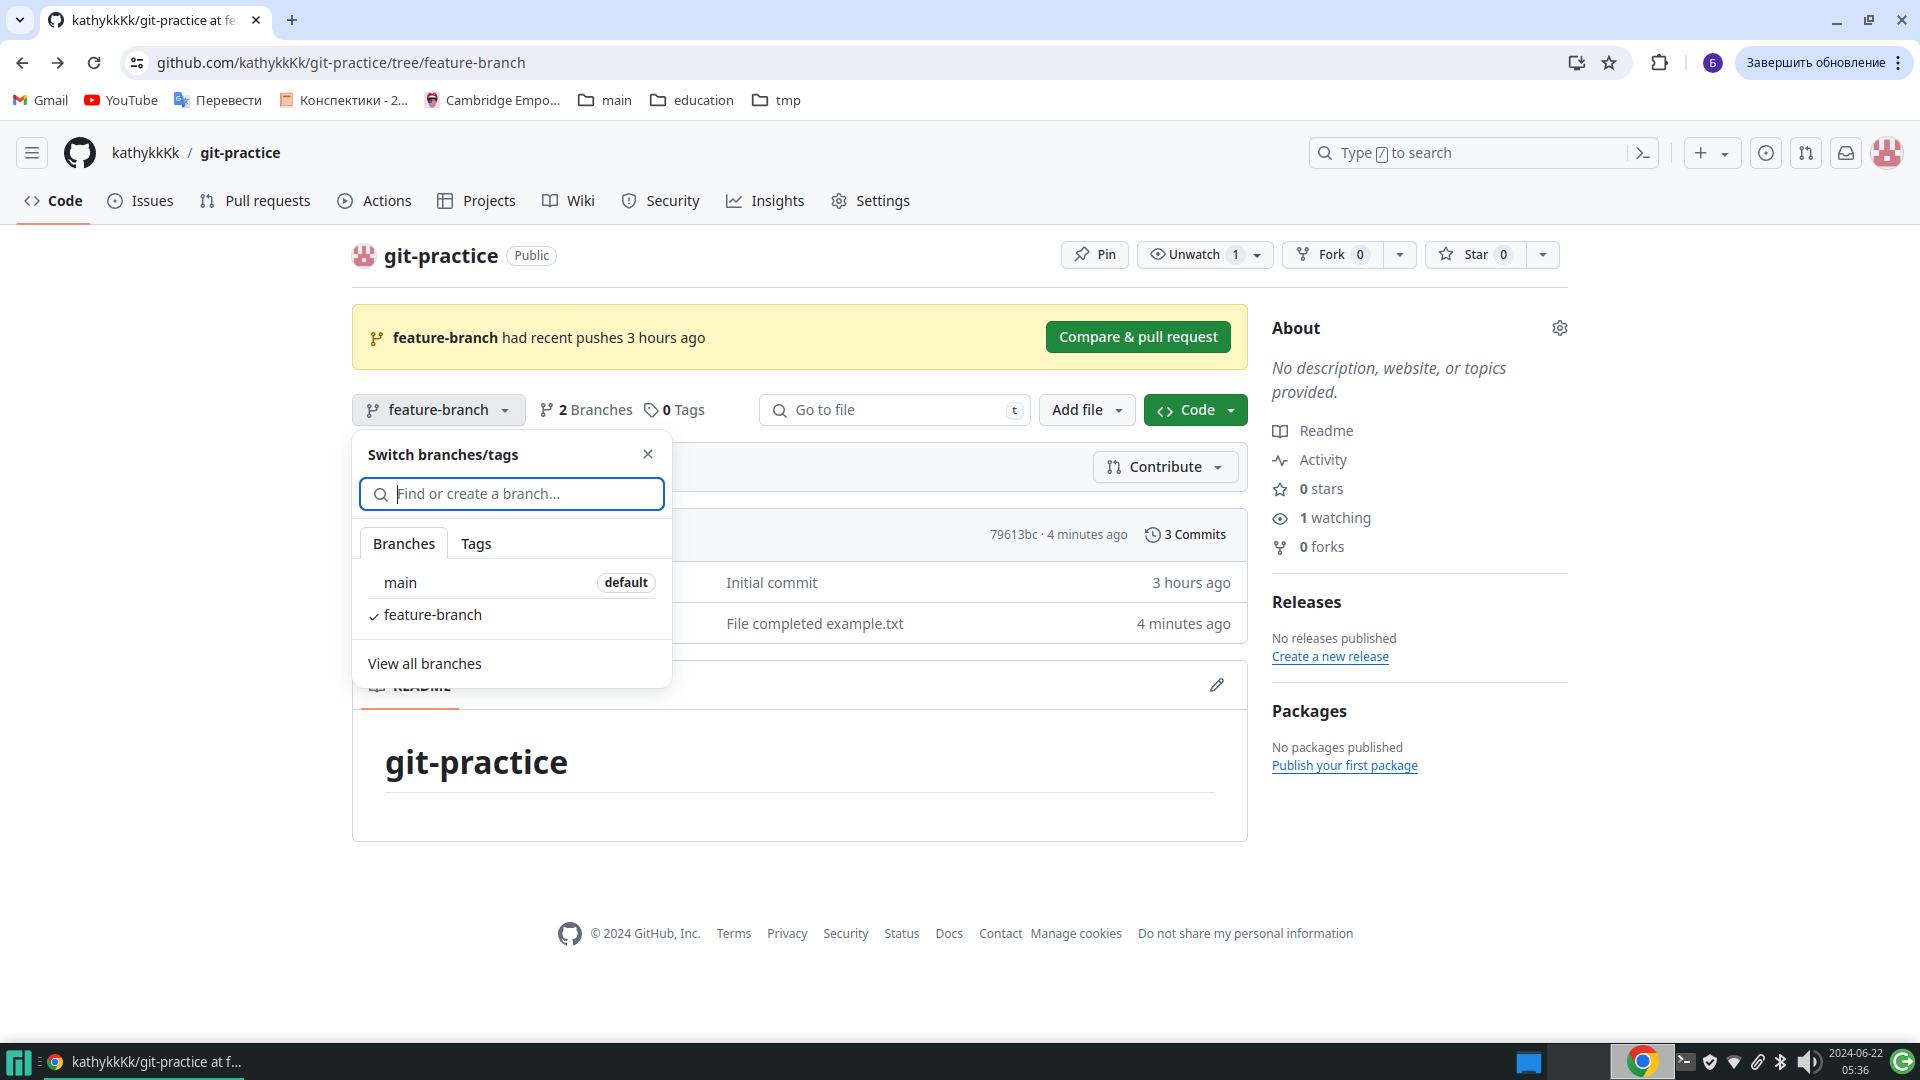 kathykkKk/git-practice at fe
github.com/kathykkKk/git-practice/tree/feature-branch
Б
Завершить обновление
Gmail
YouTube
Перевести
Конспектики - 2...
Cambridge Empo...
main
education
tmp
kathykkKk / git-practice
Type / to search
Code
Issues
Pull requests
Actions
Projects
Wiki
Security
Insights
Settings
git-practice
Public
Pin
Unwatch 1
Fork 0
Star 0
feature-branch had recent pushes 3 hours ago
Compare & pull request
feature-branch
2 Branches
0 Tags
Go to file
t
Add file
Code
Switch branches/tags
Find or create a branch...
Branches
Tags
main
default
feature-branch
View all branches
Contribute
79613bc · 4 minutes ago
3 Commits
Initial commit
3 hours ago
File completed example.txt
4 minutes ago
README
git-practice
About
No description, website, or topics
provided.
Readme
Activity
0 stars
1 watching
0 forks
Releases
No releases published
Create a new release
Packages
No packages published
Publish your first package
© 2024 GitHub, Inc.
Terms
Privacy
Security
Status
Docs
Contact
Manage cookies
Do not share my personal information
kathykkKk/git-practice at f...
2024-06-22
05:36